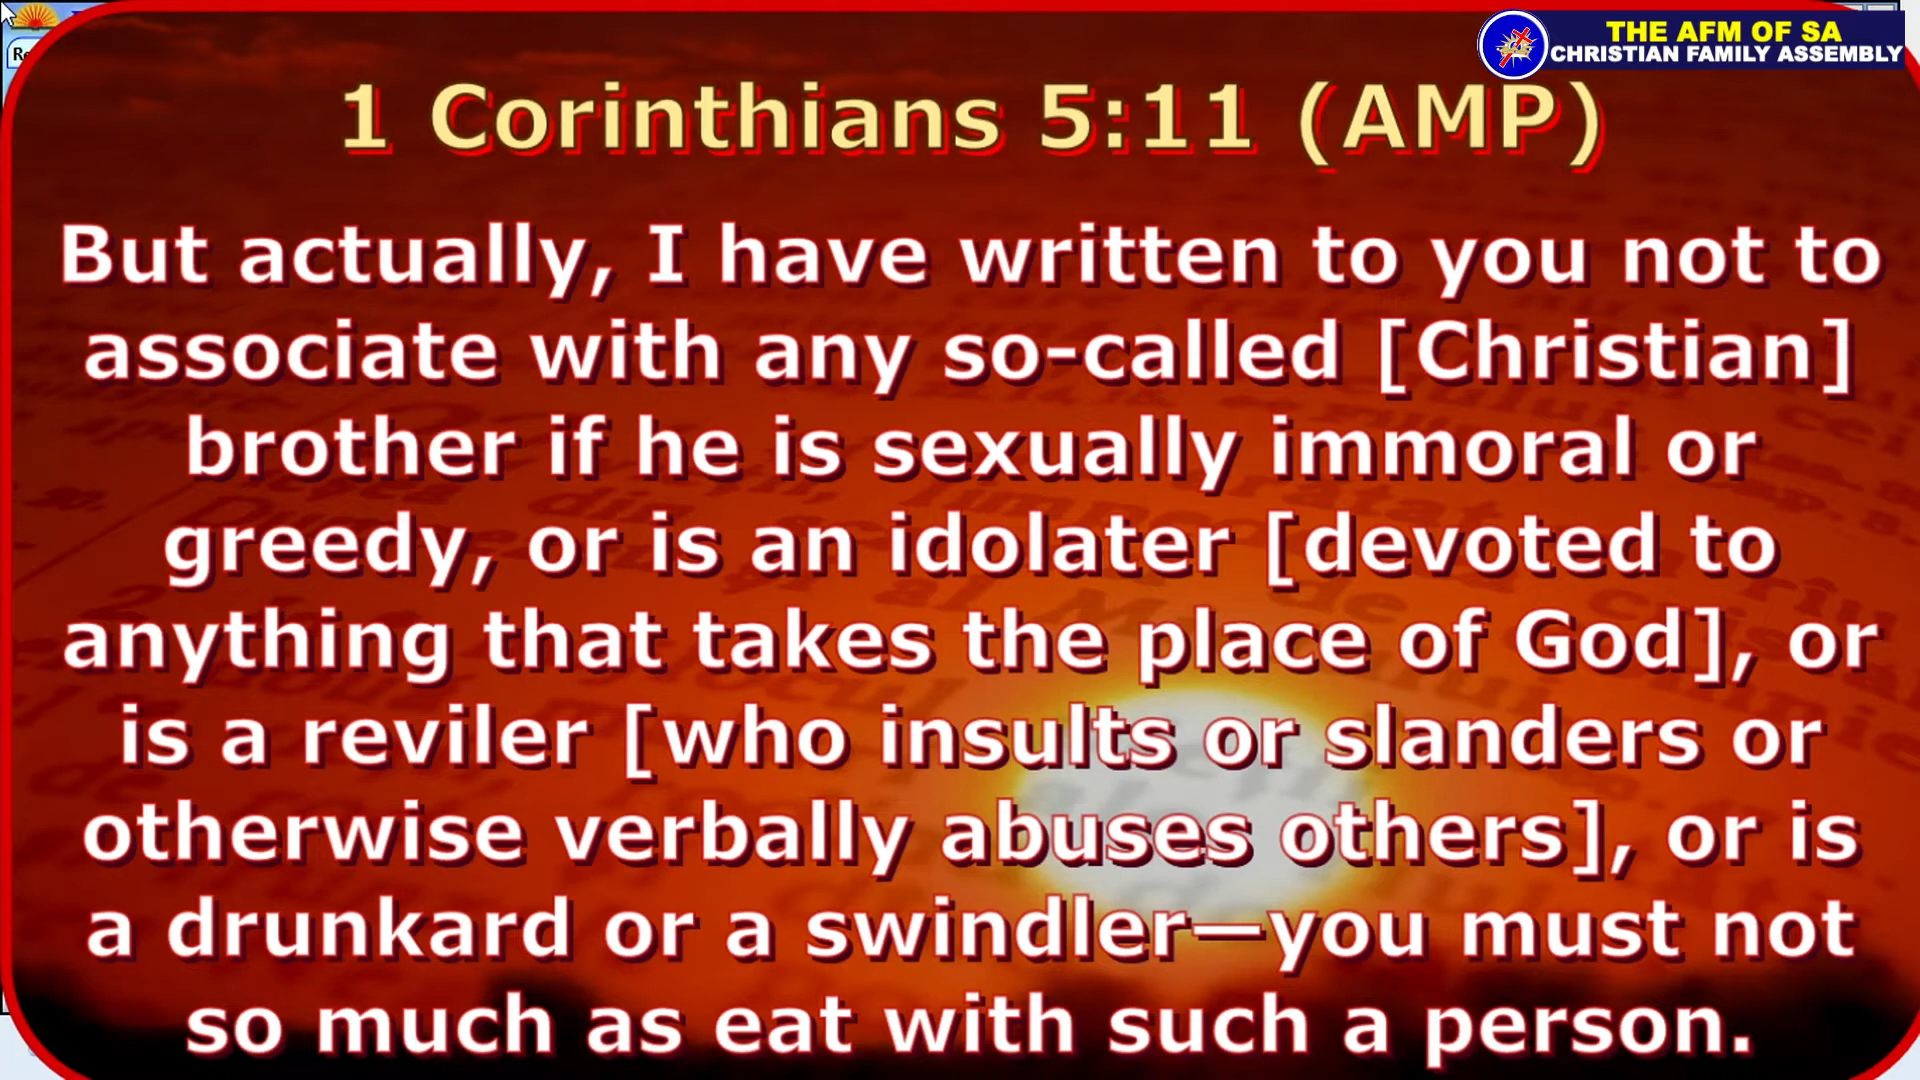 THE AFM OF SA
CHRISTIAN FAMILY ASSEMBLY
1 Corinthians 5:11 (AMP)
But actually, I have written to you not to
associate with any so-called [Christian]
brother if he is sexually immoral or
greedy, or is an idolater [devoted to
anything that takes the place of God], or
is a reviler [who insults or slanders or
otherwise verbally abuses others], or is
a drunkard or a swindler—you must not
so much as eat with such a person.